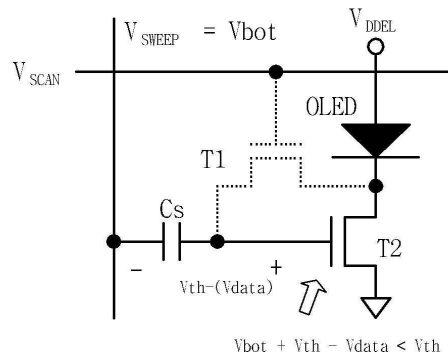 V_SWEEP = Vbot
V_DDEL
V_SCAN
OLED
T1
Cs
T2
- +
Vth-(Vdata)
Vbot + Vth - Vdata < Vth